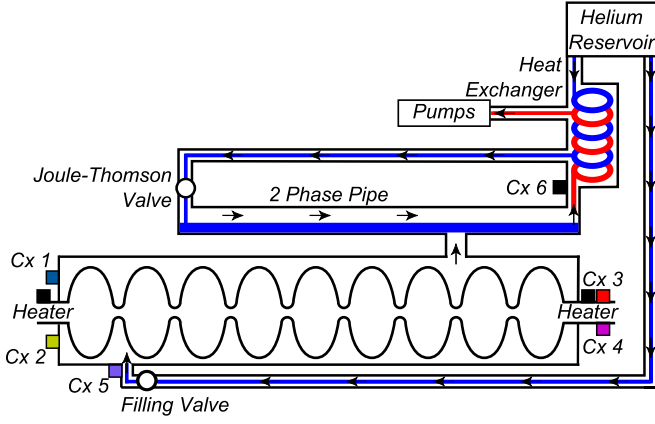 Helium
Reservoir
Heat
Exchanger
Pumps
Joule-Thomson
Valve
2 Phase Pipe
Cx 6
Cx 1
Cx 3
Heater
Heater
Cx 2
Cx 4
Cx 5
Filling Valve